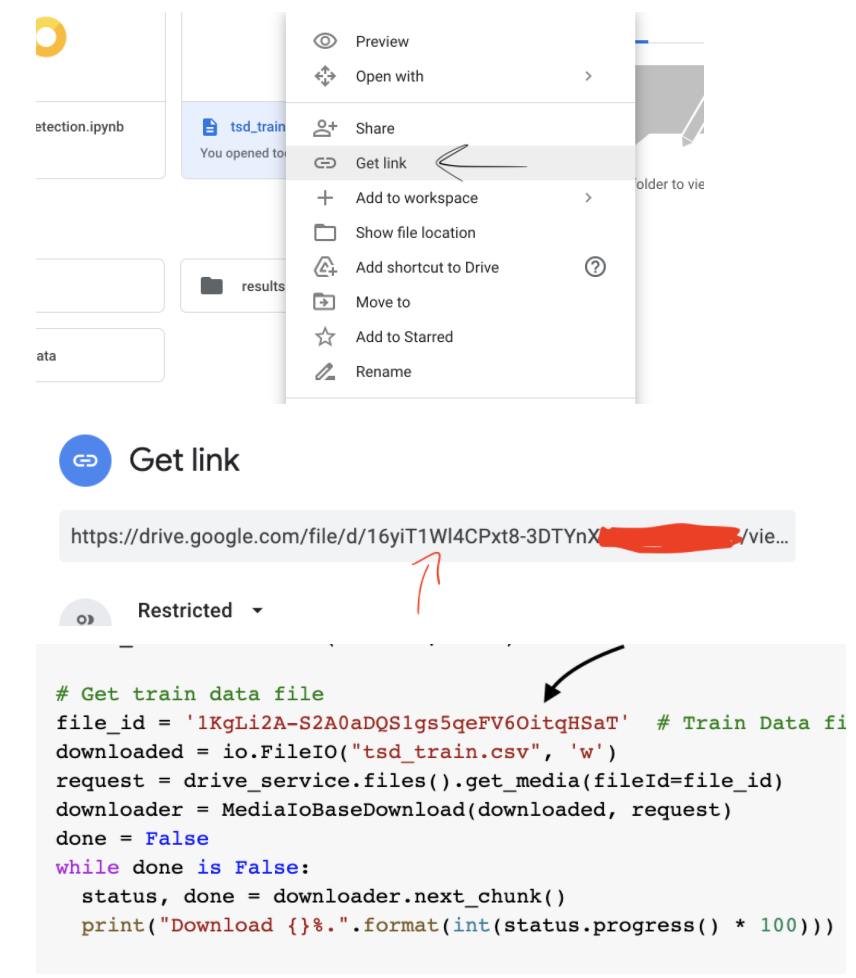 Preview
Open with
etection.ipynb
tsd_train
Share
You opened to
Get link
Add to workspace
older to vie
Show file location
Add shortcut to Drive
results
Move to
Add to Starred
ata
Rename
Get link
https://drive.google.com/file/d/16yiT1Wl4CPxt8-3DTYnX /vie...
Restricted
# Get train data file
file_id = '1KgLi2A-S2A0aDQS1gs5qeFV6OitqHSaT'  # Train Data fi
downloaded = io.FileIO("tsd_train.csv", 'w')
request = drive_service.files().get_media(fileId=file_id)
downloader = MediaIoBaseDownload(downloaded, request)
done = False
while done is False:
  status, done = downloader.next_chunk()
  print("Download {}%.".format(int(status.progress() * 100)))